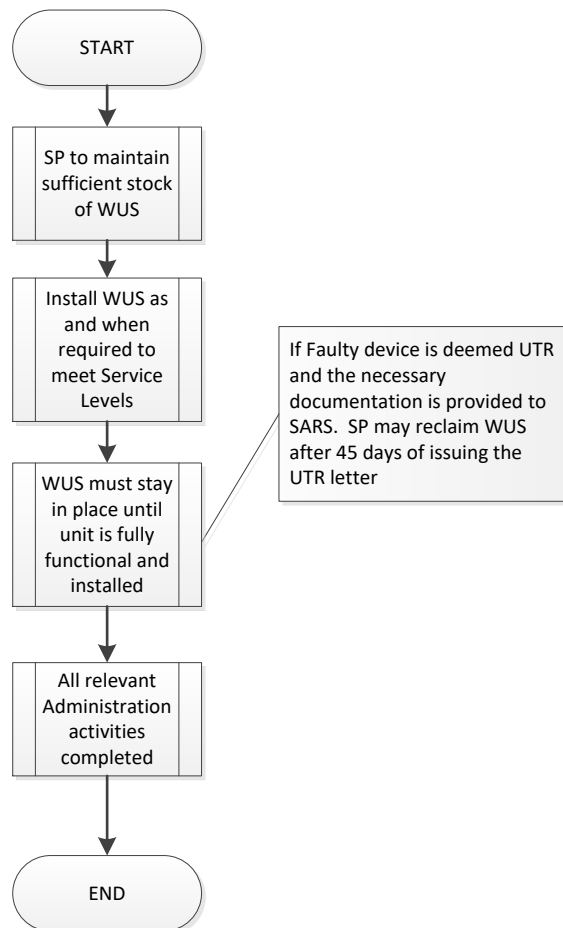 START
SP to maintain
sufficient stock
of WUS
Install WUS as
and when
required to
meet Service
Levels
If Faulty device is deemed UTR
and the necessary
documentation is provided to
SARS.  SP may reclaim WUS
after 45 days of issuing the
UTR letter
WUS must stay
in place until
unit is fully
functional and
installed
All relevant
Administration
activities
completed
END